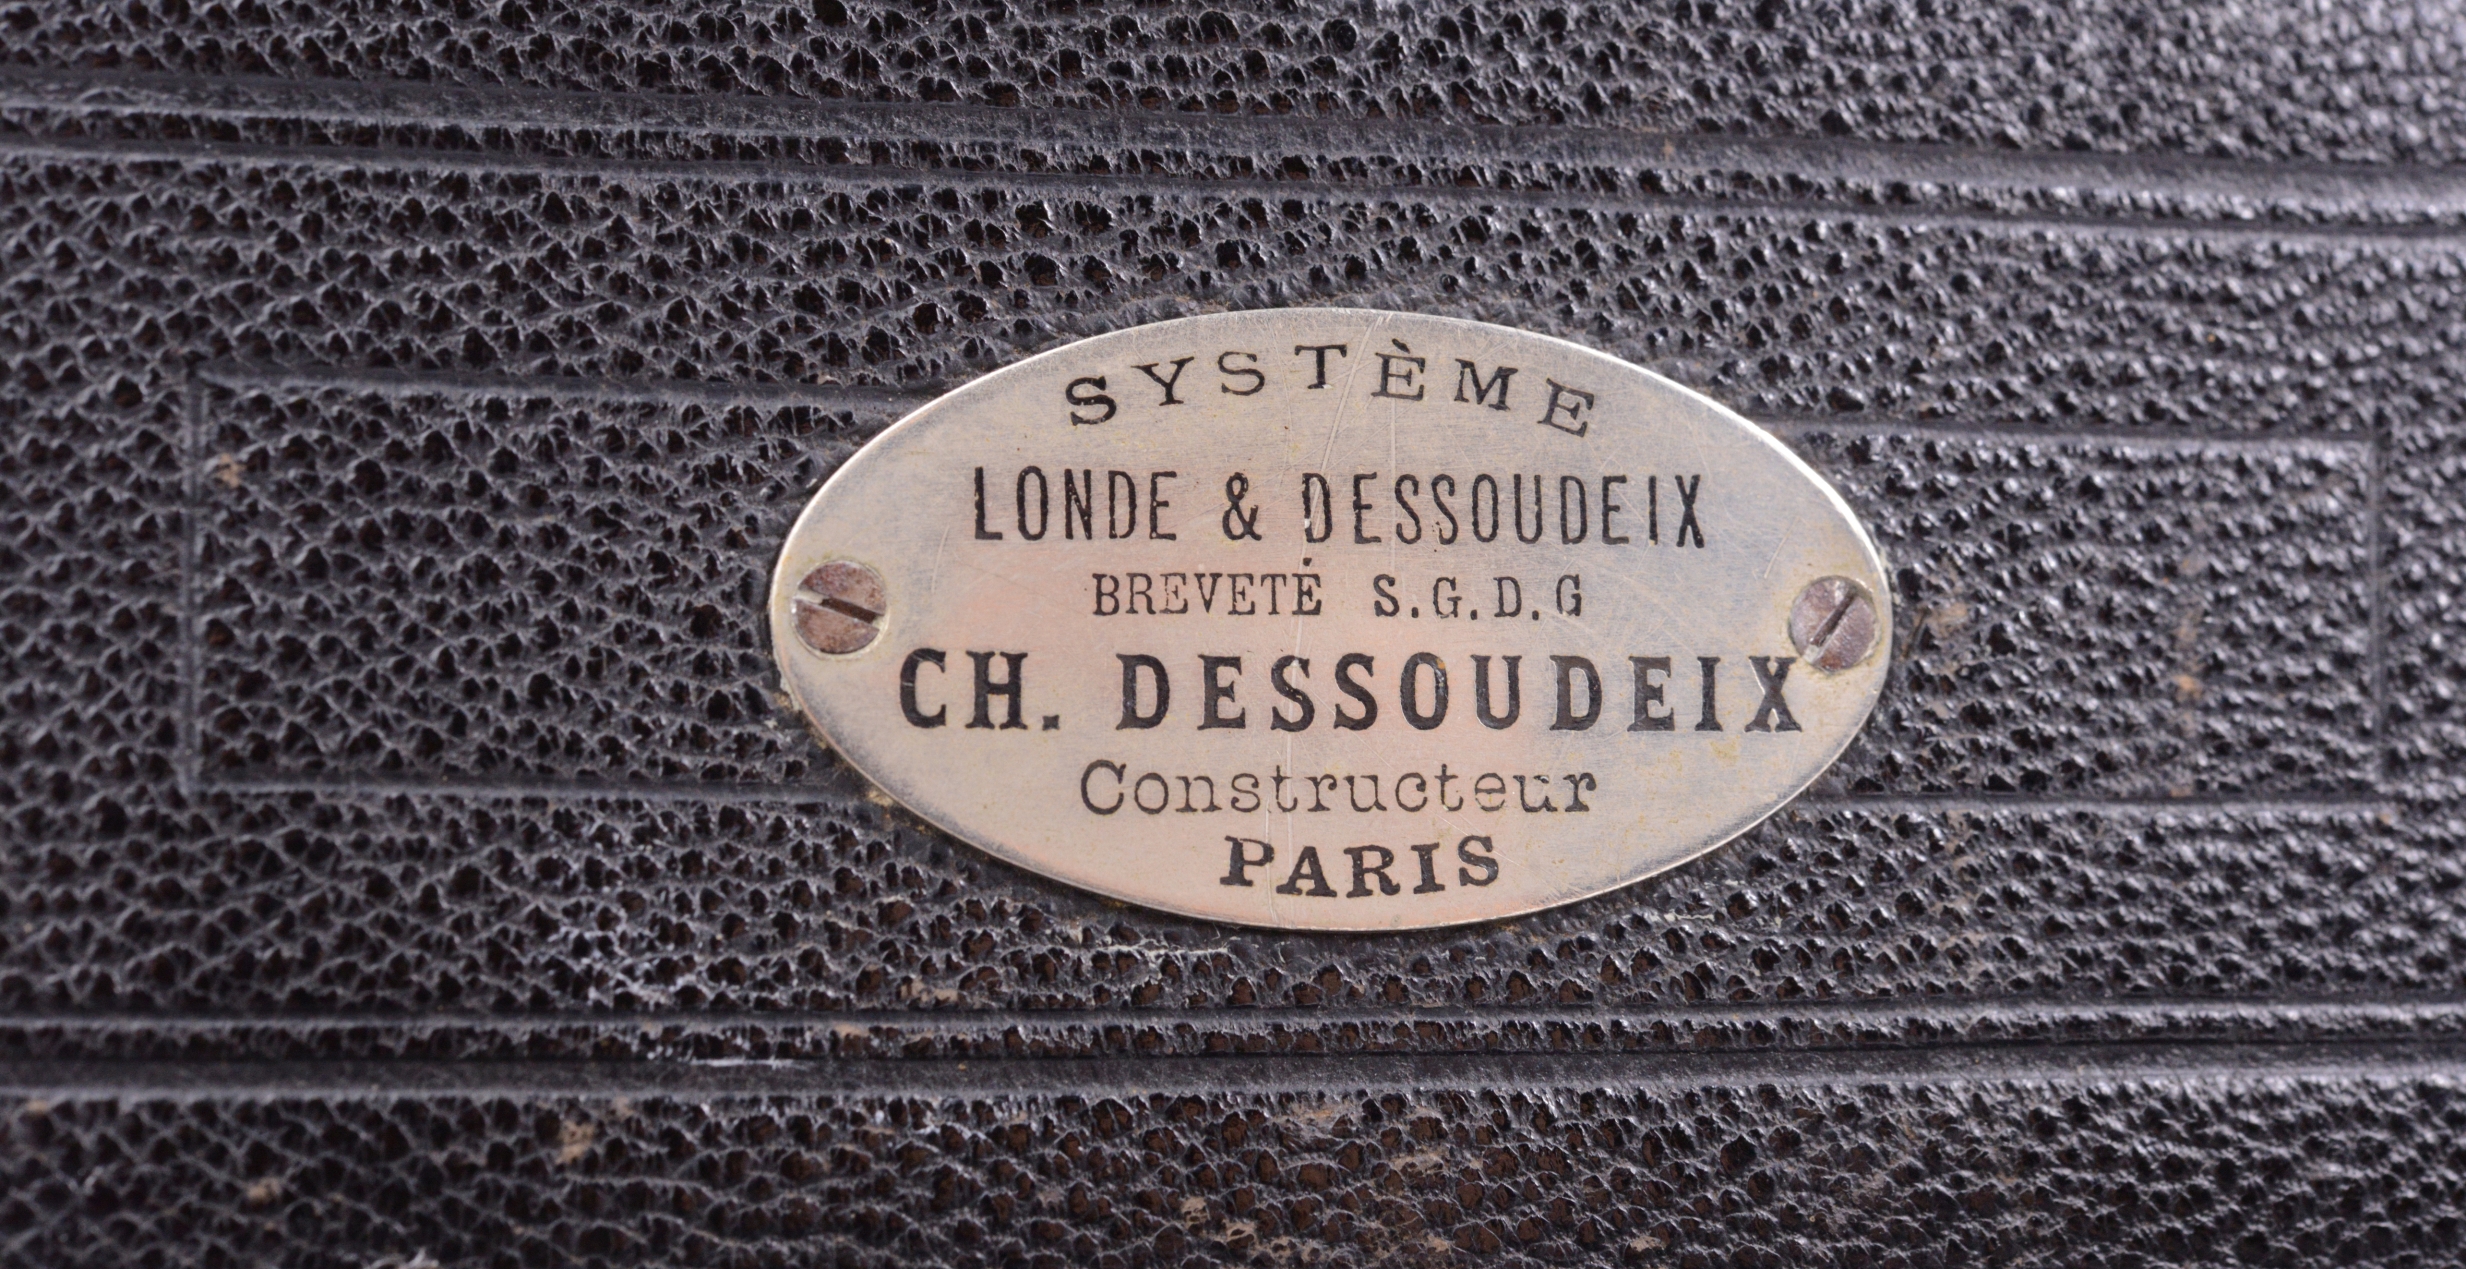 SYSTÈME
LONDE & DESSOUDEIX
BREVETÉ S.G.D.G
CH. DESSOUDEIX
Constructeur
PARIS